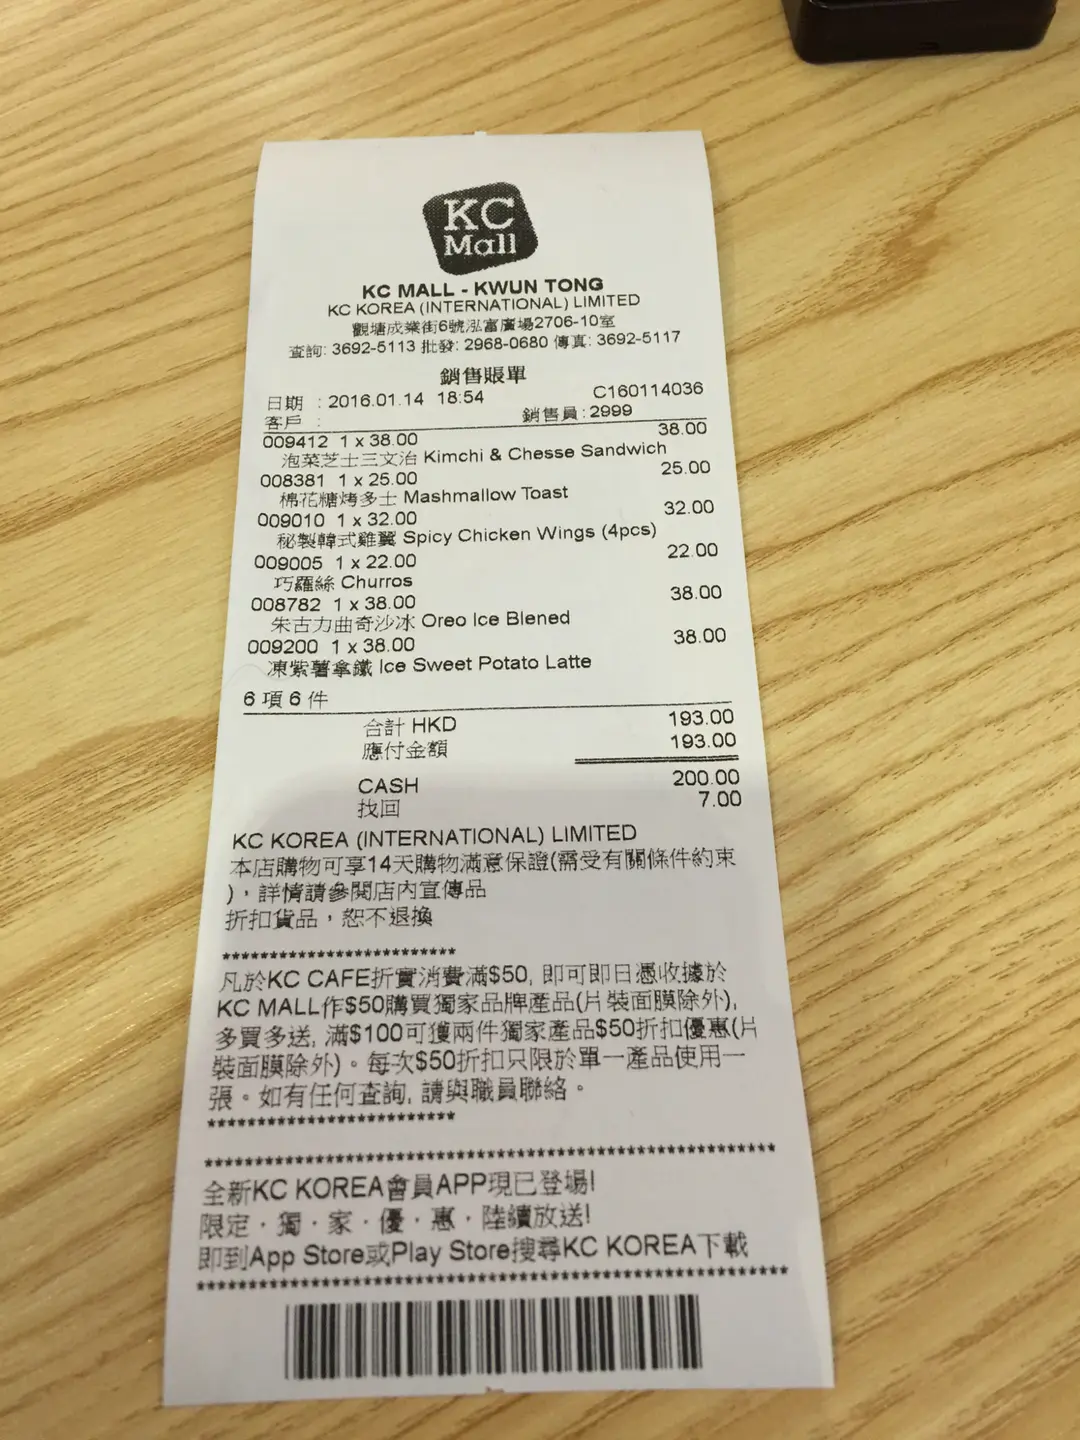 KC
Mall
KC MALL - KWUN TONG
KC KOREA (INTERNATIONAL) LIMITED
觀塘成業街6號泓富廣場2706-10室
查詢: 3692-5113 批發: 2968-0680 傳真: 3692-5117
銷售賬單
日期 : 2016.01.14 18:54 C160114036
客戶 : 銷售員: 2999
009412 1 x 38.00 38.00
泡菜芝士三文治 Kimchi & Chesse Sandwich
008381 1 x 25.00 25.00
棉花糖烤多士 Mashmallow Toast
009010 1 x 32.00 32.00
秘製韓式雞翼 Spicy Chicken Wings (4pcs)
009005 1 x 22.00 22.00
巧羅絲 Churros
008782 1 x 38.00 38.00
朱古力曲奇沙冰 Oreo Ice Blened
009200 1 x 38.00 38.00
凍紫薯拿鐵 Ice Sweet Potato Latte
6 項 6 件
合計 HKD 193.00
應付金額 193.00
CASH 200.00
找回 7.00
KC KOREA (INTERNATIONAL) LIMITED
本店購物可享14天購物滿意保證(需受有關條件約束
)，詳情請參閱店內宣傳品
折扣貨品，恕不退換
*************************
凡於KC CAFE折實消費滿$50, 即可即日憑收據於
KC MALL作$50購買獨家品牌產品(片裝面膜除外),
多買多送, 滿$100可獲兩件獨家產品$50折扣優惠(片
裝面膜除外)。每次$50折扣只限於單一產品使用一
張。如有任何查詢, 請與職員聯絡。
*************************
**********************************************************
全新KC KOREA會員APP現已登場!
限定．獨．家．優．惠．陸續放送!
即到App Store或Play Store搜尋KC KOREA下載
************************************************************